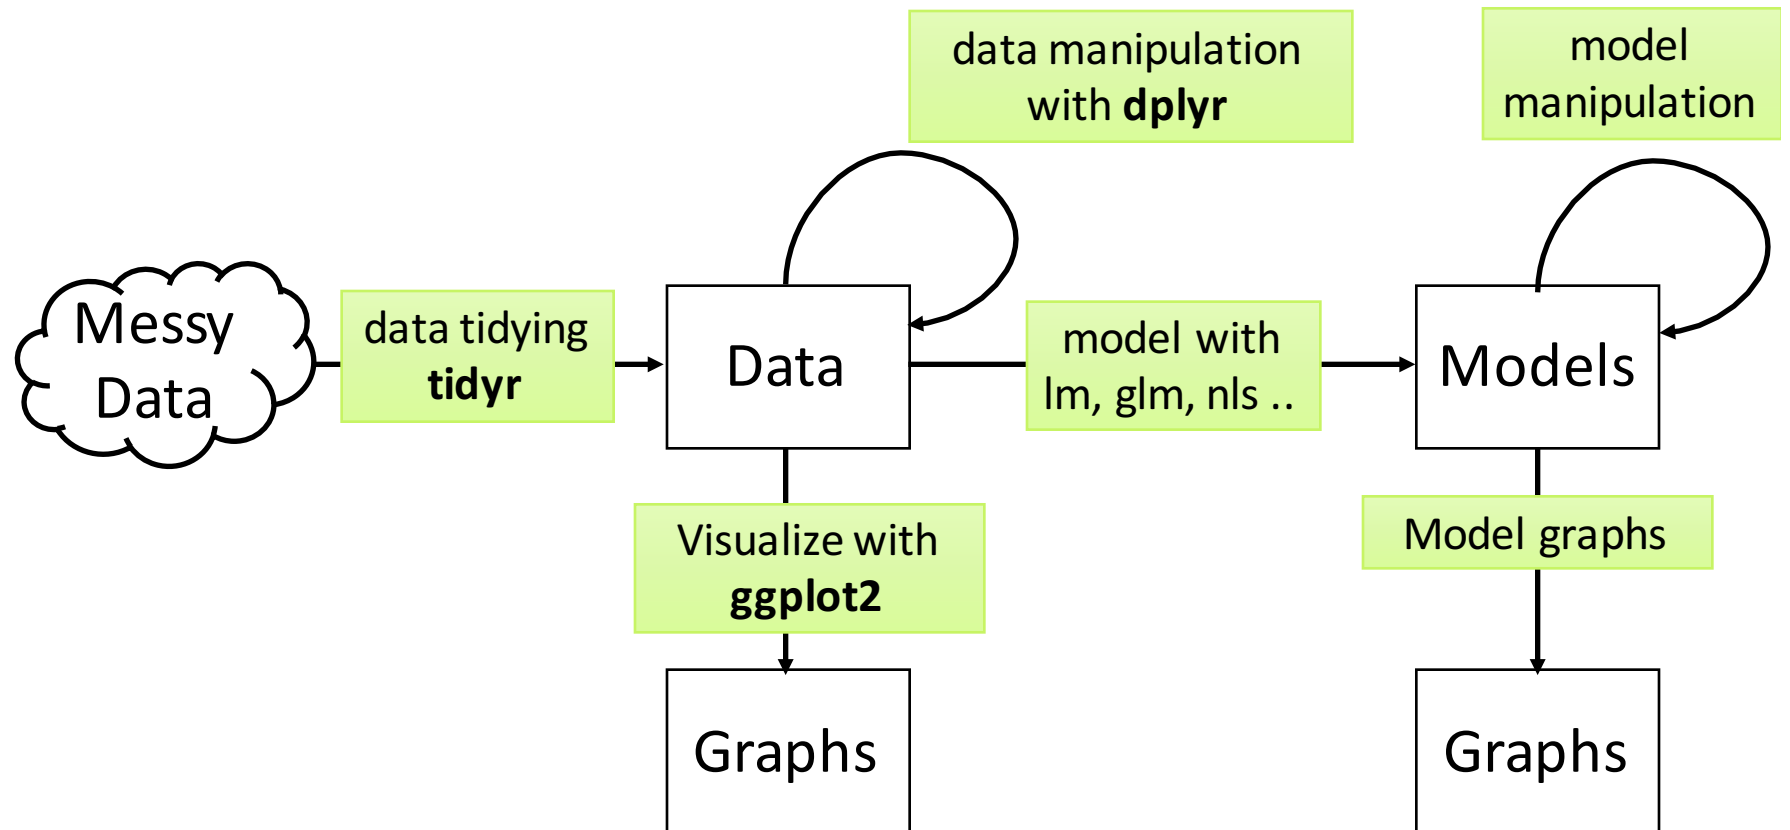 data manipulation
with dplyr
model
manipulation
Messy
Data
data tidying
tidyr
Data
model with
lm, glm, nls ..
Models
Visualize with
ggplot2
Model graphs
Graphs
Graphs